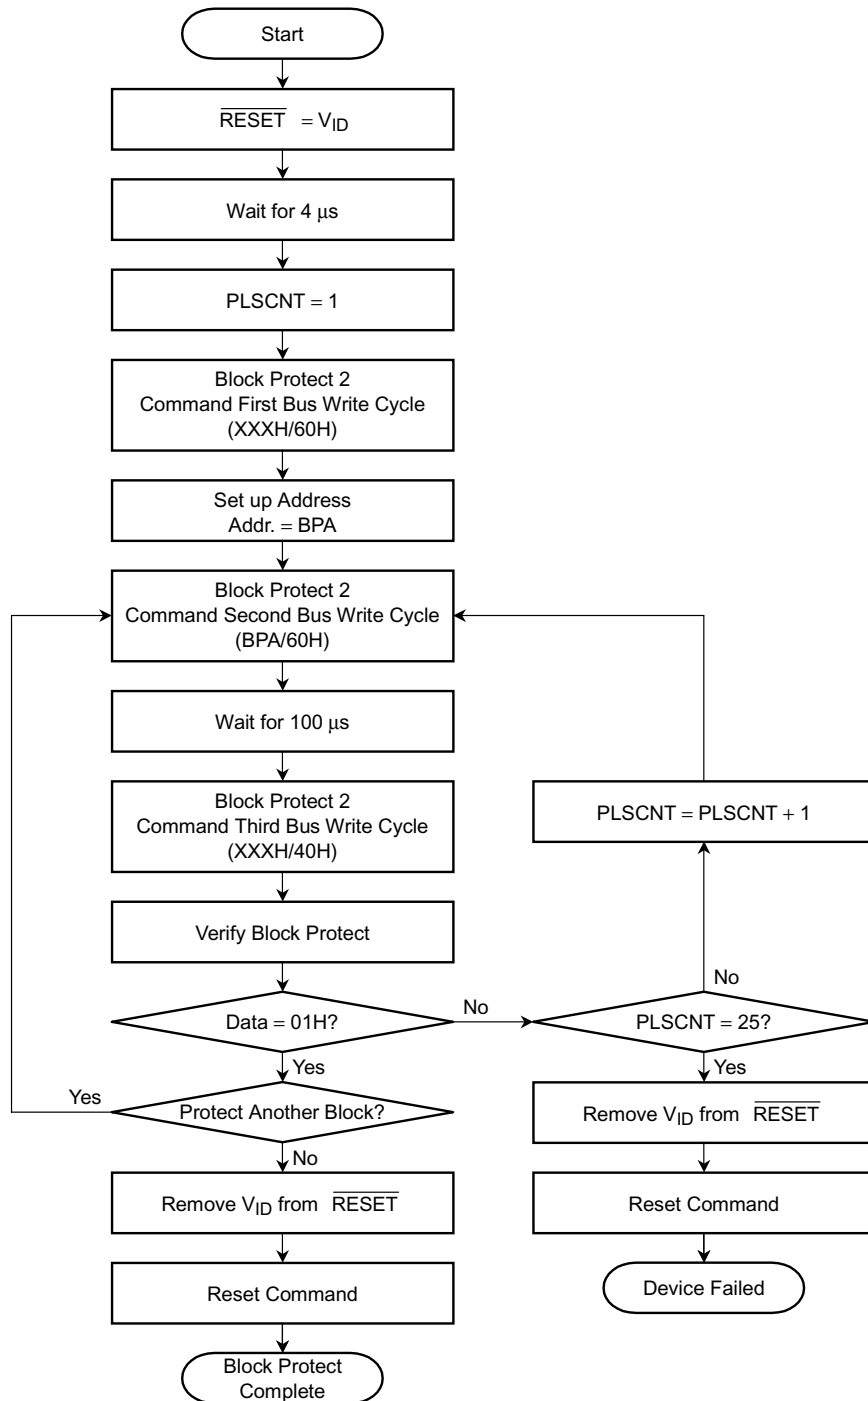 Start
RESET = VID
Wait for 4 μs
PLSCNT = 1
Block Protect 2
Command First Bus Write Cycle
(XXXH/60H)
Set up Address
Addr. = BPA
Block Protect 2
Command Second Bus Write Cycle
(BPA/60H)
Wait for 100 μs
Block Protect 2
Command Third Bus Write Cycle
(XXXH/40H)
PLSCNT = PLSCNT + 1
Verify Block Protect
No
Data = 01H?
No
PLSCNT = 25?
Yes
Yes
Yes
Protect Another Block?
Remove VID from RESET
No
Remove VID from RESET
Reset Command
Reset Command
Device Failed
Block Protect
Complete